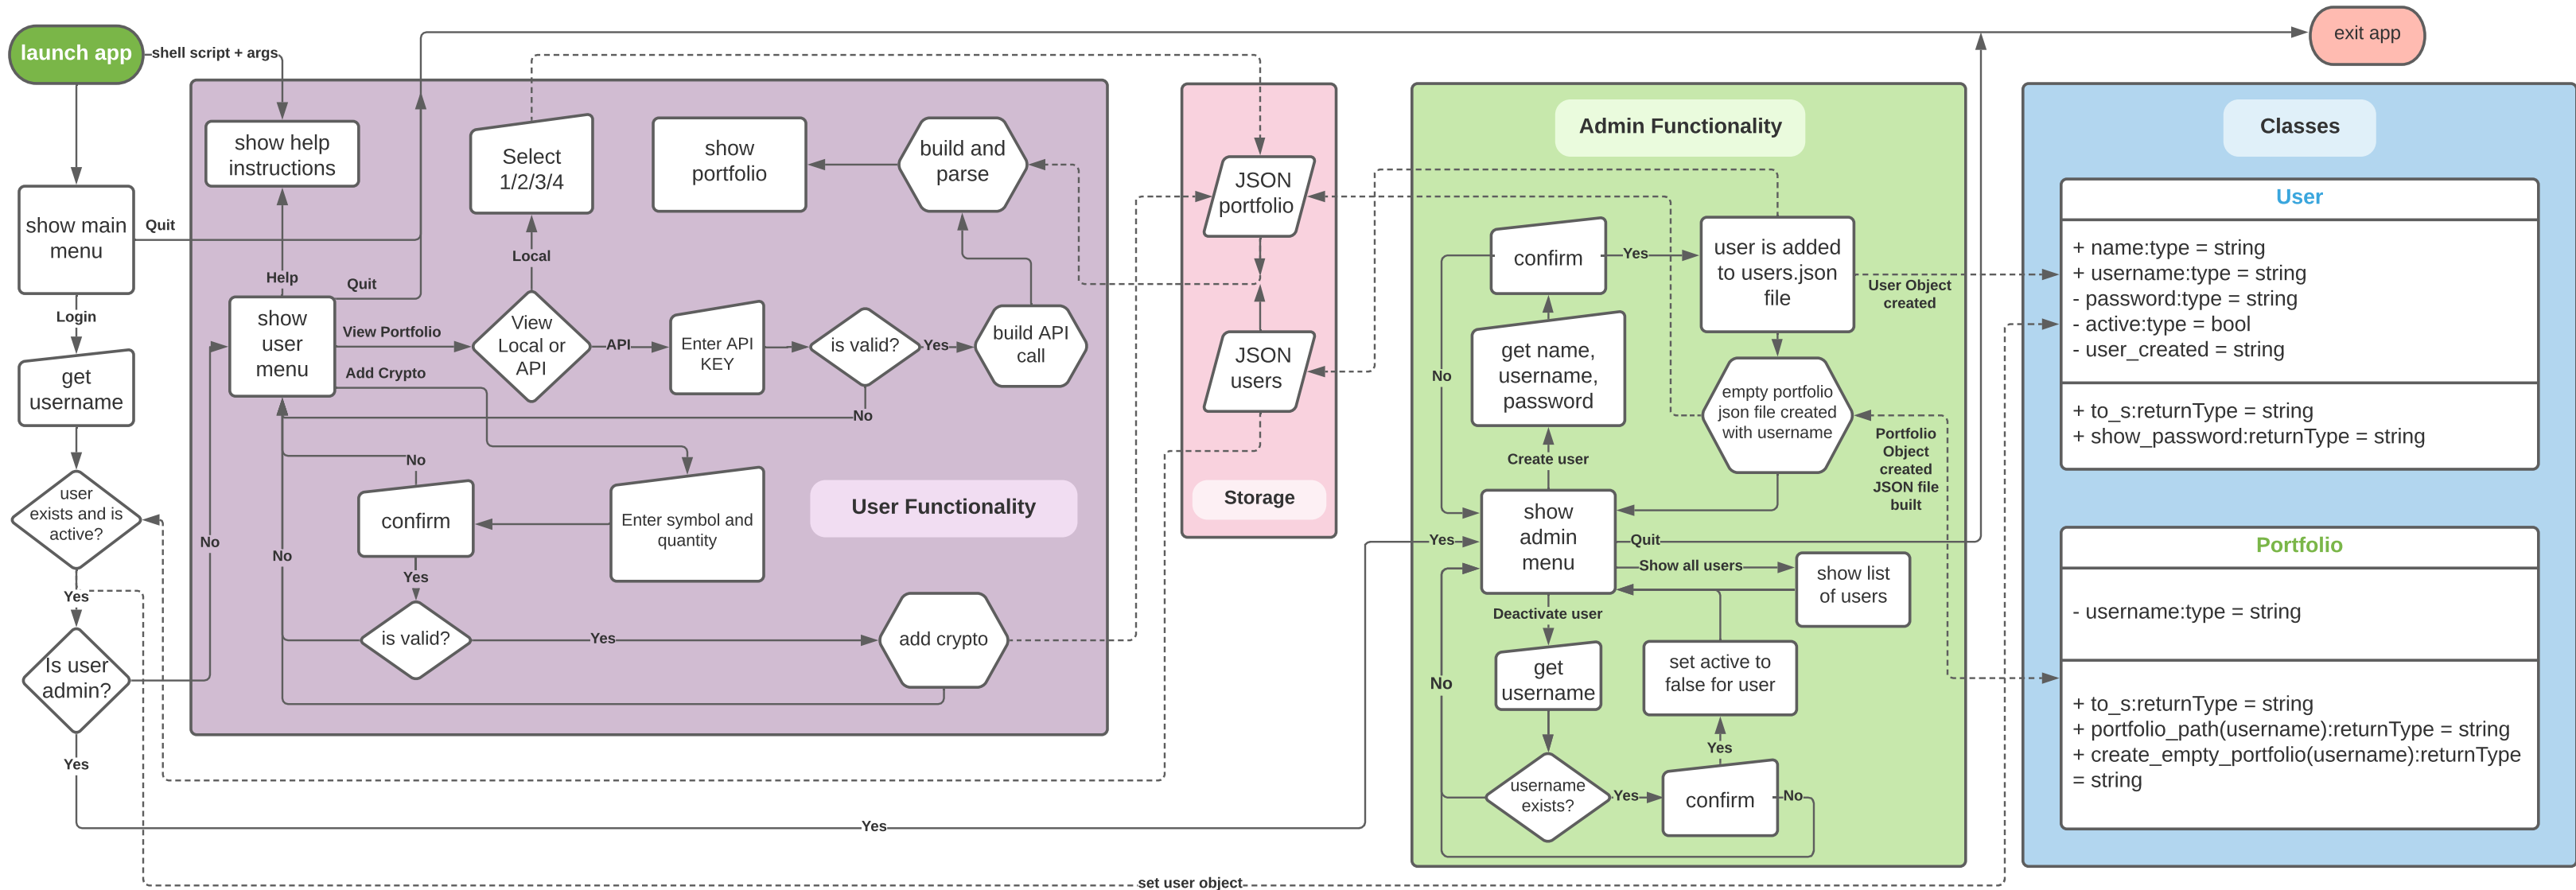 launch app
shell script + args
exit app
show help
instructions
Select
1/2/3/4
show
portfolio
build and
parse
JSON
portfolio
Admin Functionality
Classes
show main
menu
Quit
Login
get
username
user
exists and is
active?
Yes
Is user
admin?
No
Yes
Yes
Yes
Help
Quit
show
user
menu
View Portfolio
Add Crypto
Local
View
Local or
API
API
Enter API
KEY
is valid?
Yes
No
build API
call
No
confirm
Enter symbol and
quantity
User Functionality
No
Yes
is valid?
Yes
add crypto
JSON
users
Storage
confirm
Yes
user is added
to users.json
file
User Object
created
No
get name,
username,
password
empty portfolio
json file created
with username
Portfolio
Object
created
JSON file
built
Create user
show
admin
menu
Quit
Show all users
show list
of users
Deactivate user
get
username
set active to
false for user
No
Yes
username
exists?
Yes
confirm
No
set user object
User
+ name:type = string
+ username:type = string
- password:type = string
- active:type = bool
- user_created = string
+ to_s:returnType = string
+ show_password:returnType = string
Portfolio
- username:type = string
+ to_s:returnType = string
+ portfolio_path(username):returnType = string
+ create_empty_portfolio(username):returnType
= string